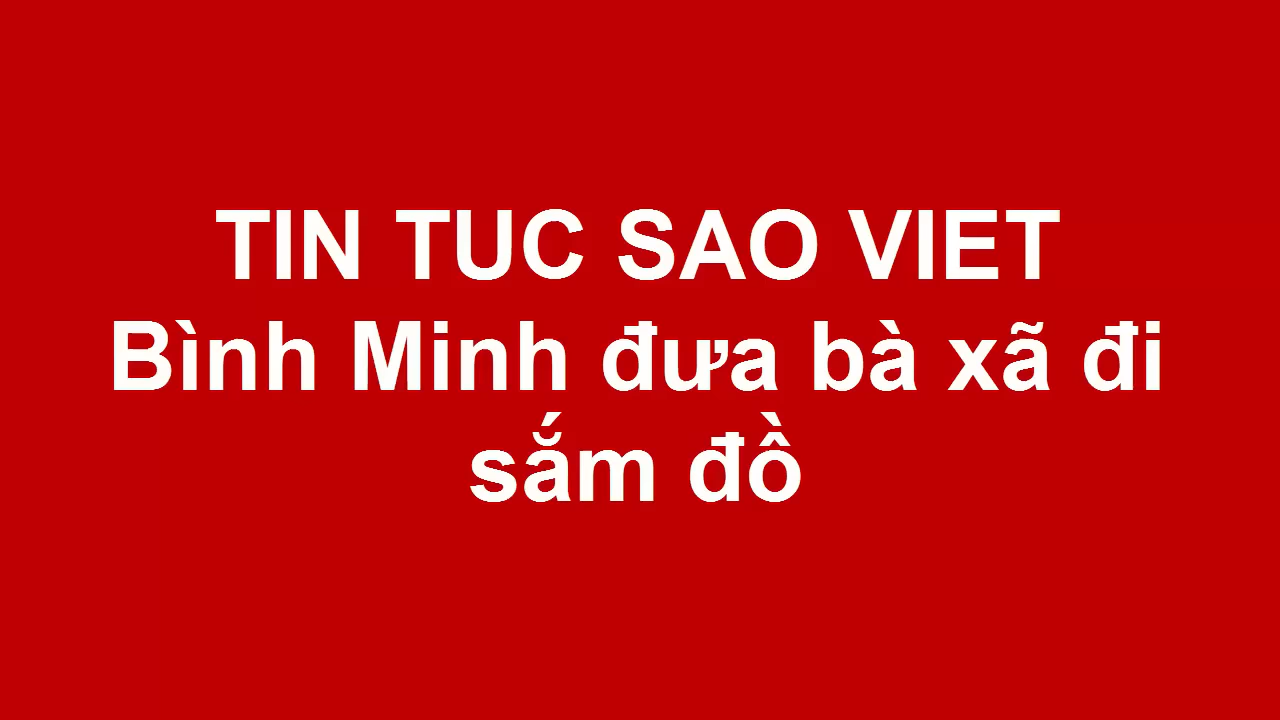 TIN TUC SAO VIET
Bình Minh đưa bà xã đi
sắm đồ